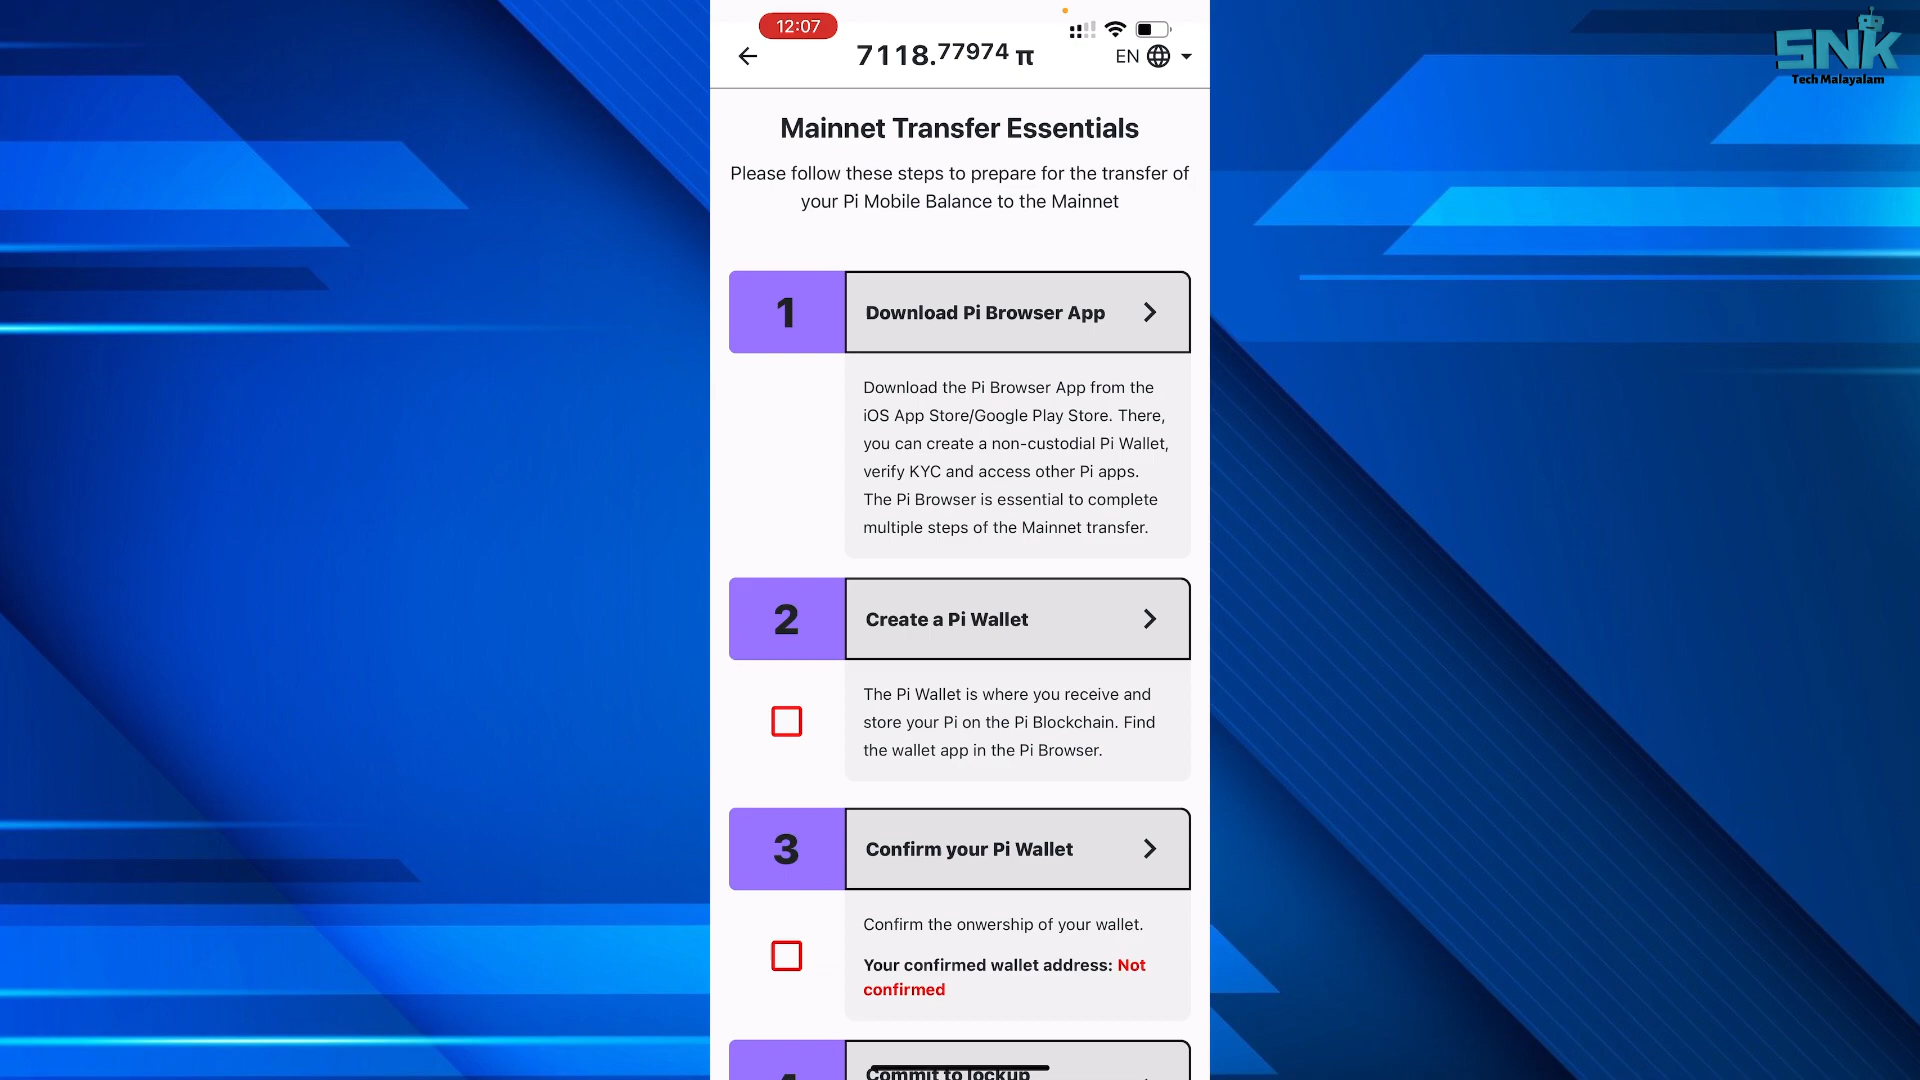 12:07
7118.77974 π
EN
SNK
Tech Malayalam
Mainnet Transfer Essentials
Please follow these steps to prepare for the transfer of
your Pi Mobile Balance to the Mainnet
1
Download Pi Browser App
Download the Pi Browser App from the
iOS App Store/Google Play Store. There,
you can create a non-custodial Pi Wallet,
verify KYC and access other Pi apps.
The Pi Browser is essential to complete
multiple steps of the Mainnet transfer.
2
Create a Pi Wallet
The Pi Wallet is where you receive and
store your Pi on the Pi Blockchain. Find
the wallet app in the Pi Browser.
3
Confirm your Pi Wallet
Confirm the onwership of your wallet.
Your confirmed wallet address: Not
confirmed
Commit to lockup